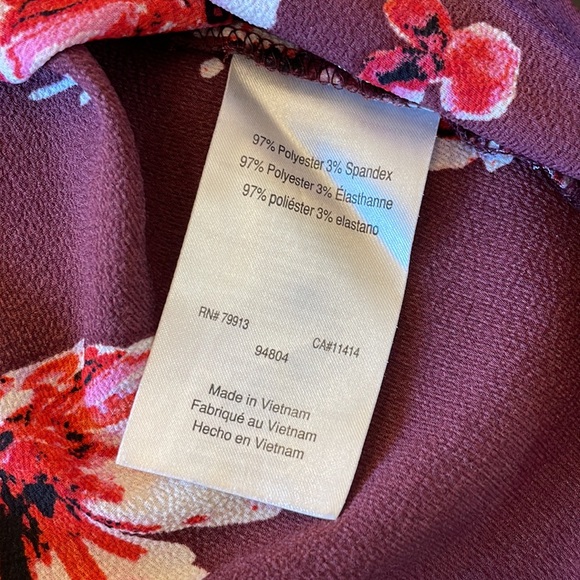 97% Polyester 3% Spandex
97% Polyester 3% Élasthanne
97% poliéster 3% elastano
RN# 79913
CA#11414
94804
Made in Vietnam
Fabriqué au Vietnam
Hecho en Vietnam